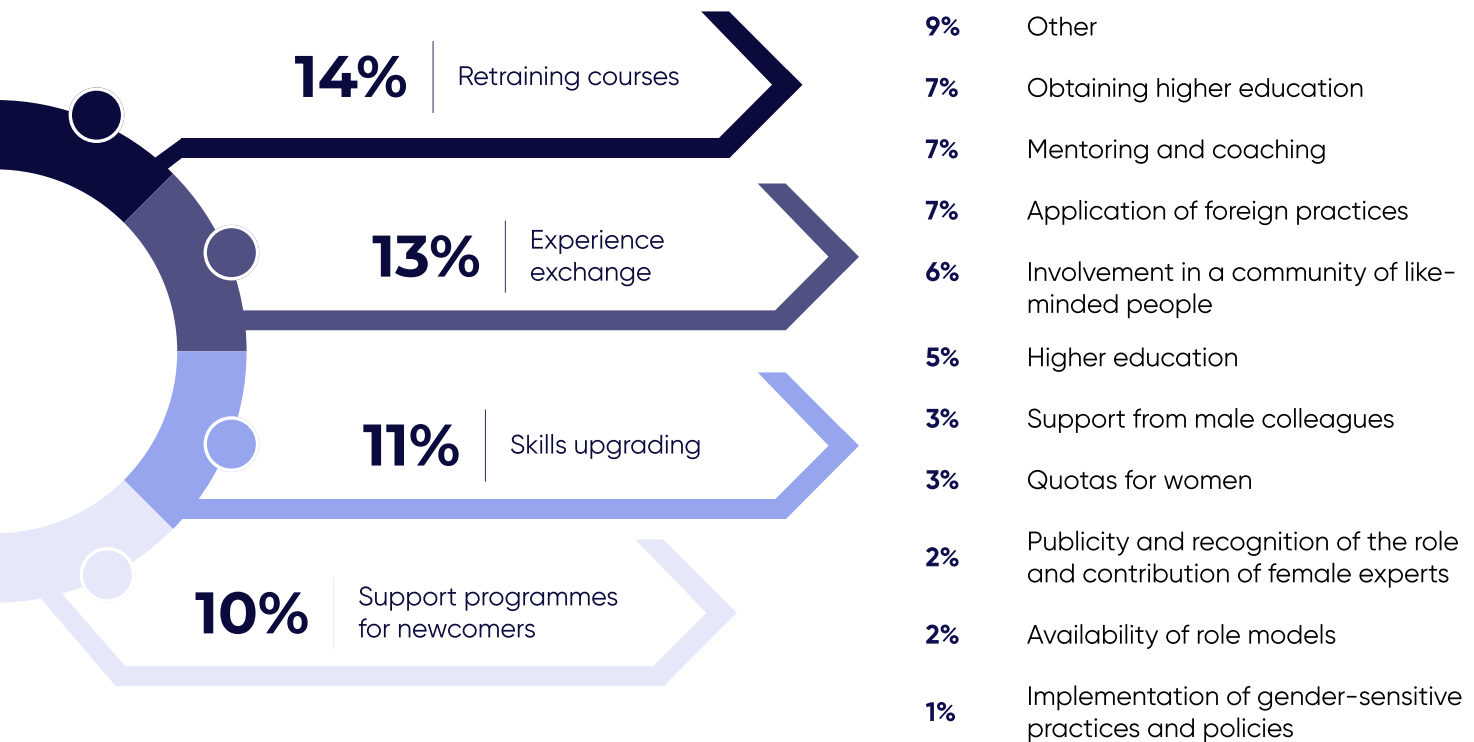 14%
Retraining courses
13%
Experience
exchange
11%
Skills upgrading
10%
Support programmes
for newcomers
9% Other
7% Obtaining higher education
7% Mentoring and coaching
7% Application of foreign practices
6% Involvement in a community of like-
minded people
5% Higher education
3% Support from male colleagues
3% Quotas for women
2% Publicity and recognition of the role
and contribution of female experts
2% Availability of role models
1% Implementation of gender-sensitive
practices and policies